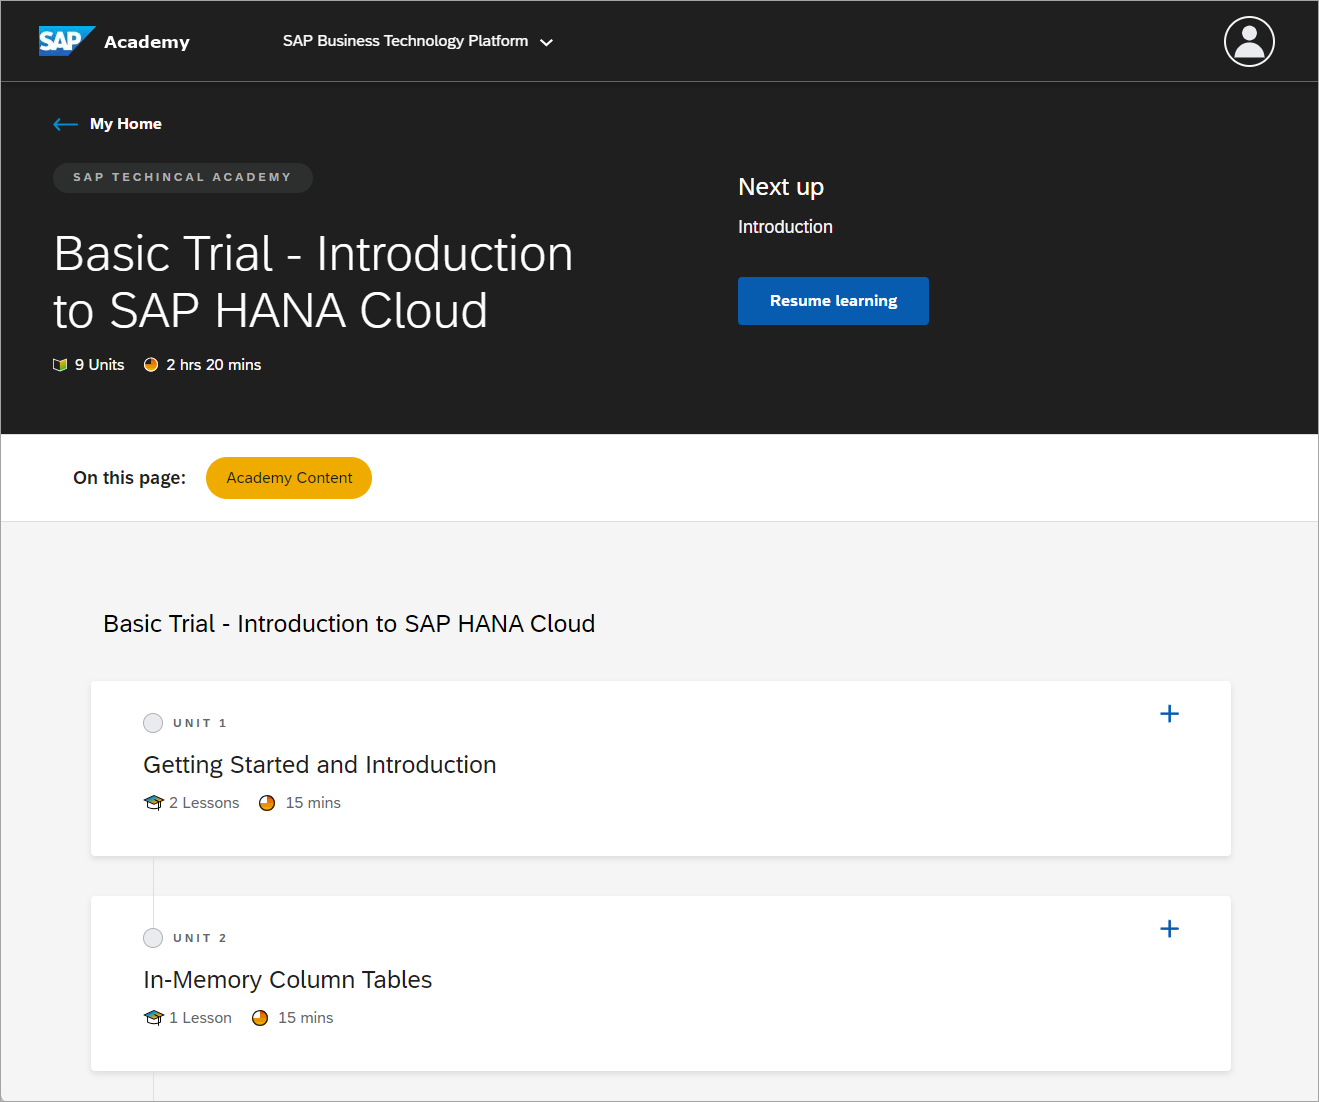 SAP Academy
SAP Business Technology Platform
My Home
SAP TECHINCAL ACADEMY
Basic Trial - Introduction
to SAP HANA Cloud
9 Units 2 hrs 20 mins
Next up
Introduction
Resume learning
On this page: Academy Content
Basic Trial - Introduction to SAP HANA Cloud
UNIT 1
Getting Started and Introduction
2 Lessons 15 mins
UNIT 2
In-Memory Column Tables
1 Lesson 15 mins